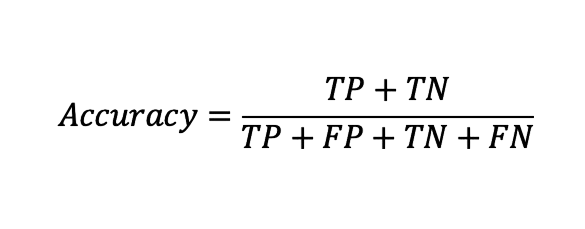 TP + TN
Accuracy =
TP + FP + TN + FN